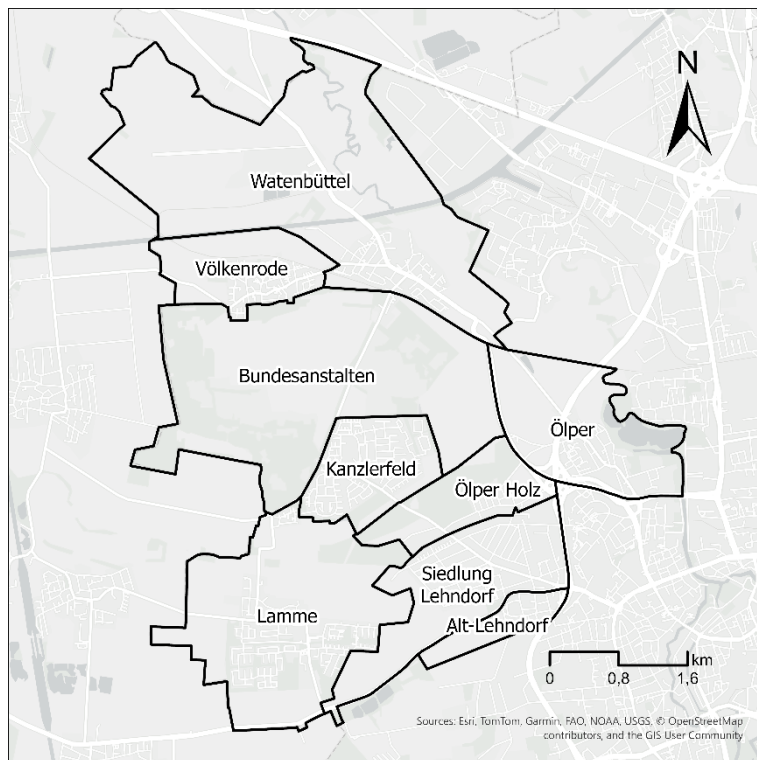 N
Watenbüttel
Völkenrode
Bundesanstalten
Ölper
Kanzlerfeld
Ölper Holz
Siedlung
Lehndorf
Lamme
Alt-Lehndorf
km
0 0,8 1,6
Sources: Esri, TomTom, Garmin, FAO, NOAA, USGS, © OpenStreetMap
contributors, and the GIS User Community